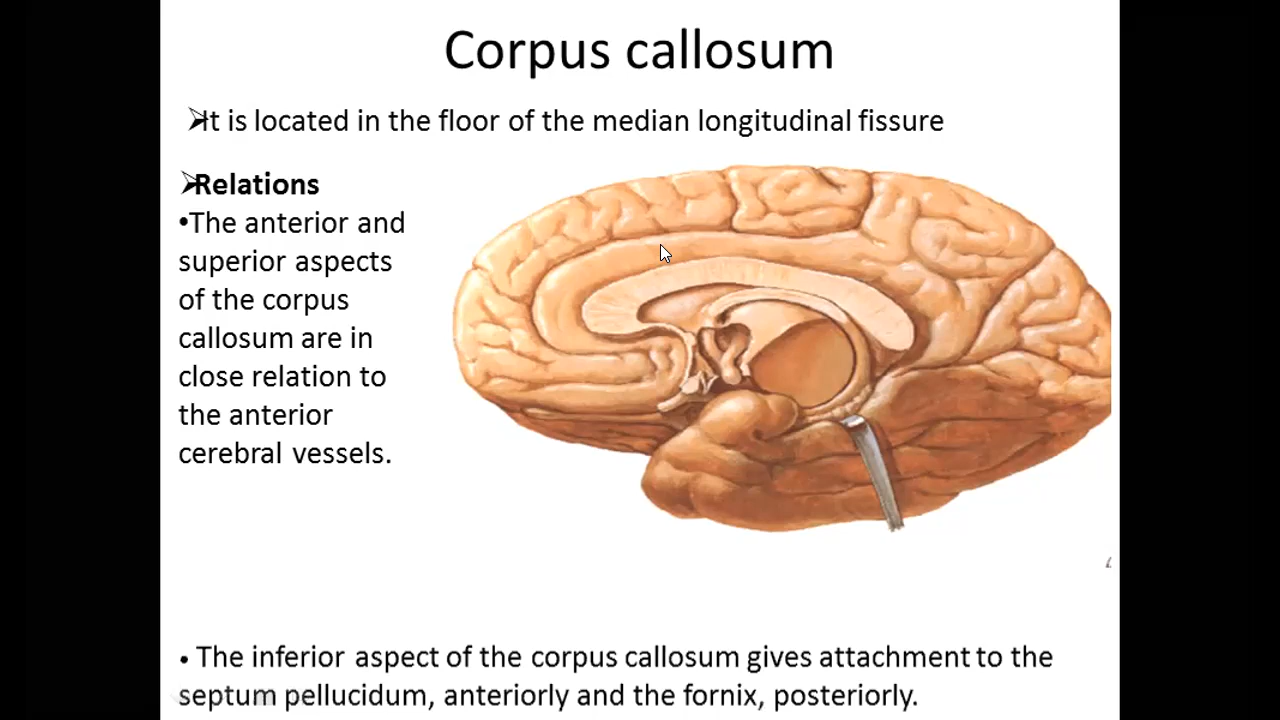 Corpus callosum
➢It is located in the floor of the median longitudinal fissure
➢Relations
•The anterior and
superior aspects
of the corpus
callosum are in
close relation to
the anterior
cerebral vessels.
• The inferior aspect of the corpus callosum gives attachment to the
septum pellucidum, anteriorly and the fornix, posteriorly.